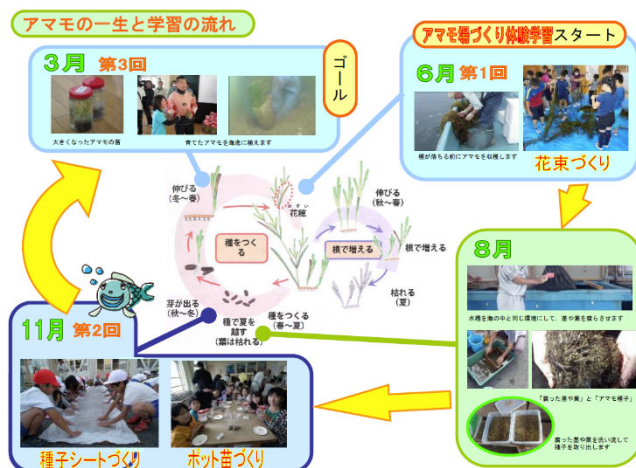 アマモの一生と学習の流れ
アマモ場づくり体験学習スタート
6月 第1回
種が落ちる前にアマモを収穫します
花束づくり
8月
水槽を海の中と同じ環境にして、茎や葉を腐らさせます
「腐った茎や葉」と「アマモ種子」
腐った茎や葉を洗い流して
種子を取り出します
11月 第2回
種子シートづくり
ポット苗づくり
3月 第3回
ゴール
大きくなったアマモの苗
育てたアマモを海底に植えます
伸びる
(冬〜春)
花穂
種をつく
る
芽が出る
(秋〜冬)
種で夏を
越す
(葉は枯れる)
種をつくる
(春〜夏)
伸びる
(秋〜春)
根で増える
根で増える
枯れる
(夏)